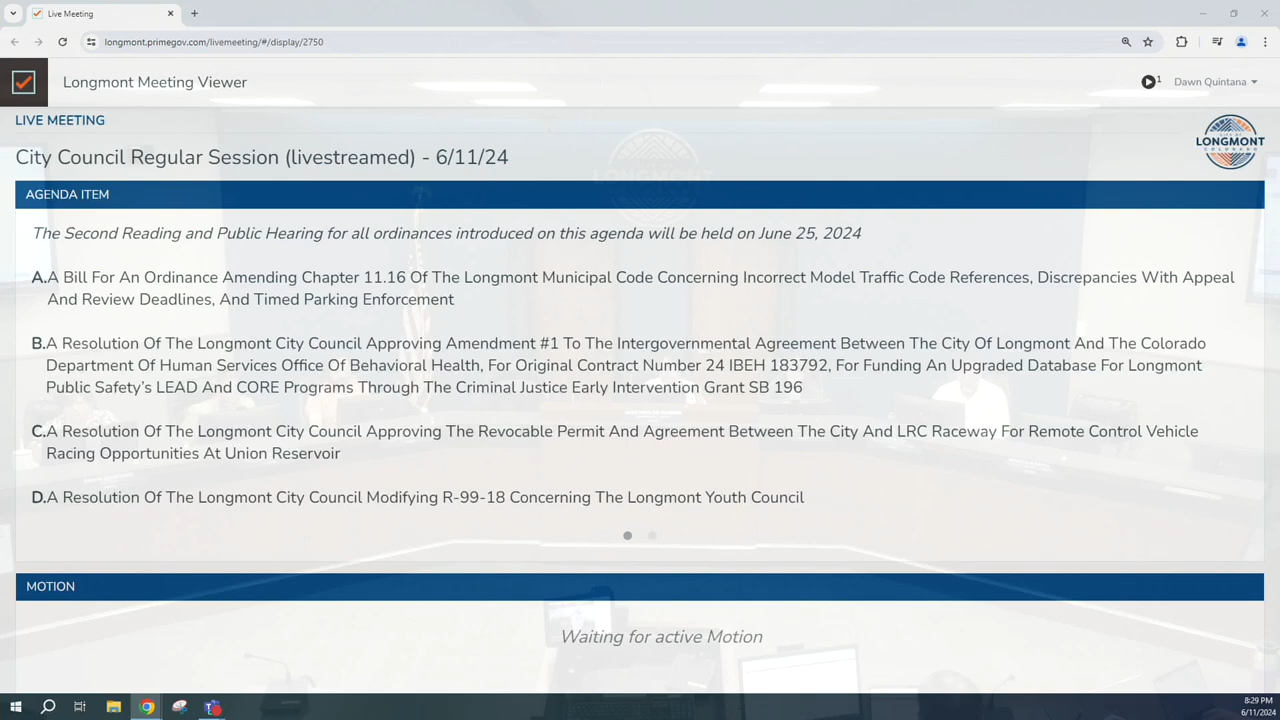 Live Meeting
longmont.primegov.com/livemeeting/#/display/2750
Longmont Meeting Viewer
1
Dawn Quintana
LIVE MEETING
City Council Regular Session (livestreamed) - 6/11/24
CITY OF
LONGMONT
COLORADO
AGENDA ITEM
The Second Reading and Public Hearing for all ordinances introduced on this agenda will be held on June 25, 2024
A.A Bill For An Ordinance Amending Chapter 11.16 Of The Longmont Municipal Code Concerning Incorrect Model Traffic Code References, Discrepancies With Appeal
And Review Deadlines, And Timed Parking Enforcement
B.A Resolution Of The Longmont City Council Approving Amendment #1 To The Intergovernmental Agreement Between The City Of Longmont And The Colorado
Department Of Human Services Office Of Behavioral Health, For Original Contract Number 24 IBEH 183792, For Funding An Upgraded Database For Longmont
Public Safety’s LEAD And CORE Programs Through The Criminal Justice Early Intervention Grant SB 196
C.A Resolution Of The Longmont City Council Approving The Revocable Permit And Agreement Between The City And LRC Raceway For Remote Control Vehicle
Racing Opportunities At Union Reservoir
D.A Resolution Of The Longmont City Council Modifying R-99-18 Concerning The Longmont Youth Council
MOTION
Waiting for active Motion
8:29 PM
6/11/2024